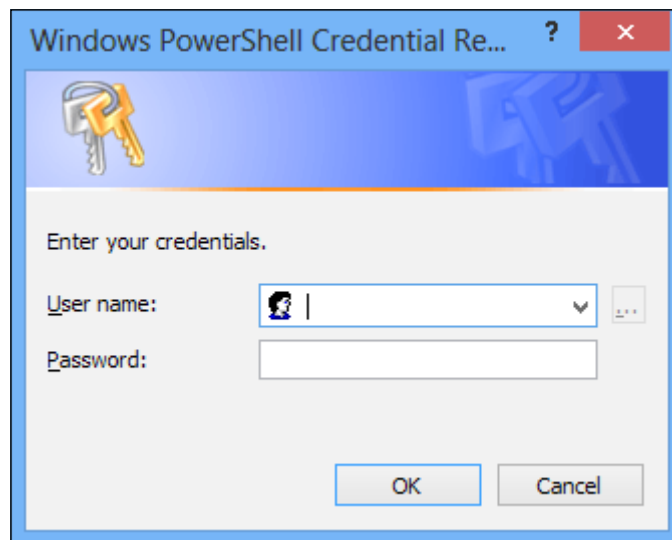 Windows PowerShell Credential Re... ?
Enter your credentials.
User name:
...
Password:
OK Cancel